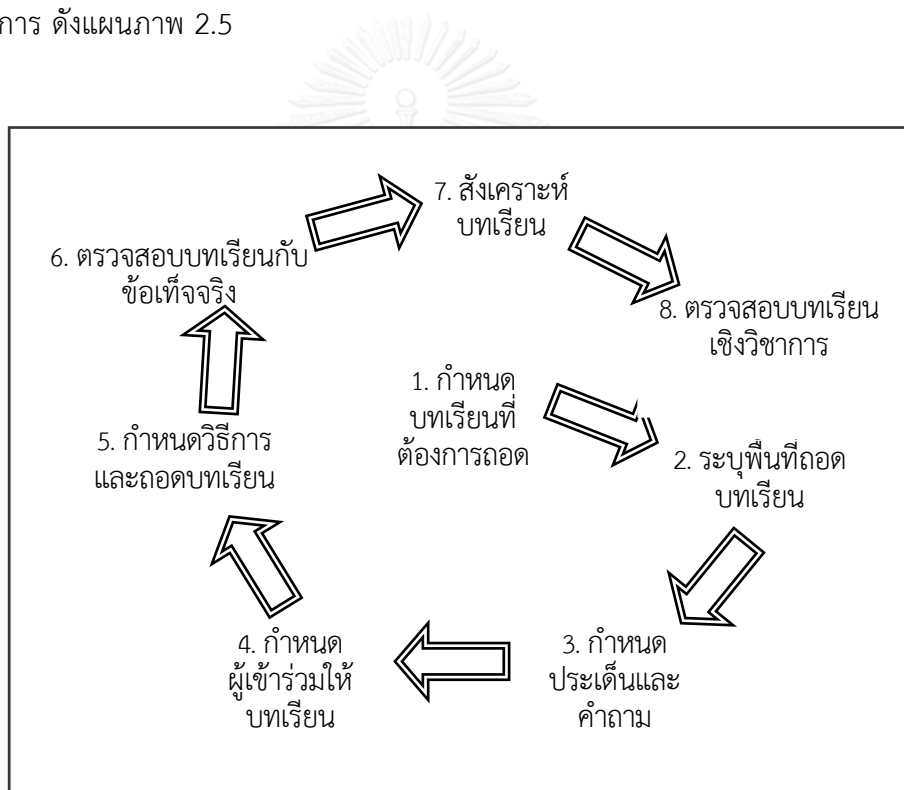 การ ดังแผนภาพ 2.5
7. สังเคราะห์
บทเรียน
6. ตรวจสอบบทเรียนกับ
ข้อเท็จจริง
8. ตรวจสอบบทเรียน
เชิงวิชาการ
1. กำหนด
บทเรียนที่
ต้องการถอด
5. กำหนดวิธีการ
และถอดบทเรียน
2. ระบุพื้นที่ถอด
บทเรียน
4. กำหนด
ผู้เข้าร่วมให้
บทเรียน
3. กำหนด
ประเด็นและ
คำถาม